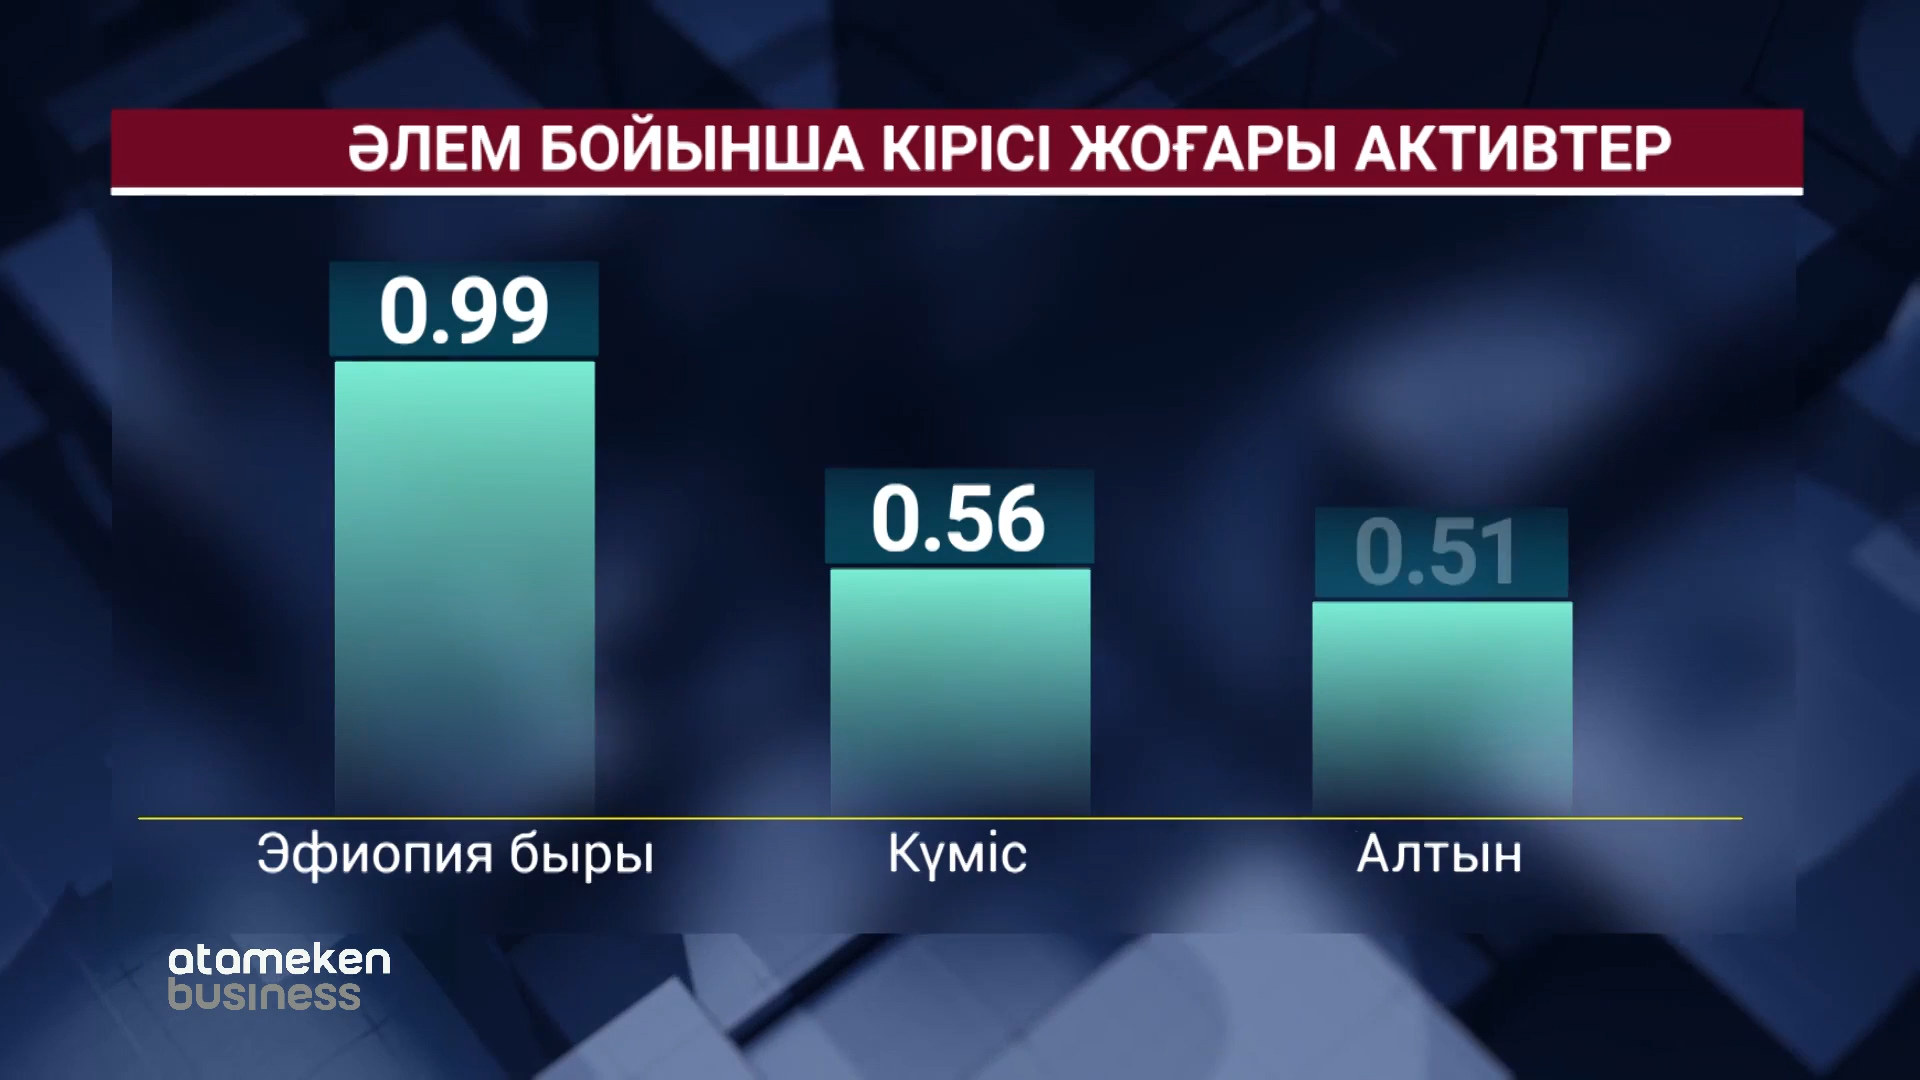 ӘЛЕМ БОЙЫНША КІРІСІ ЖОҒАРЫ АКТИВТЕР
0.99
0.56
0.51
Эфиопия быры
Күміс
Алтын
atameken
business